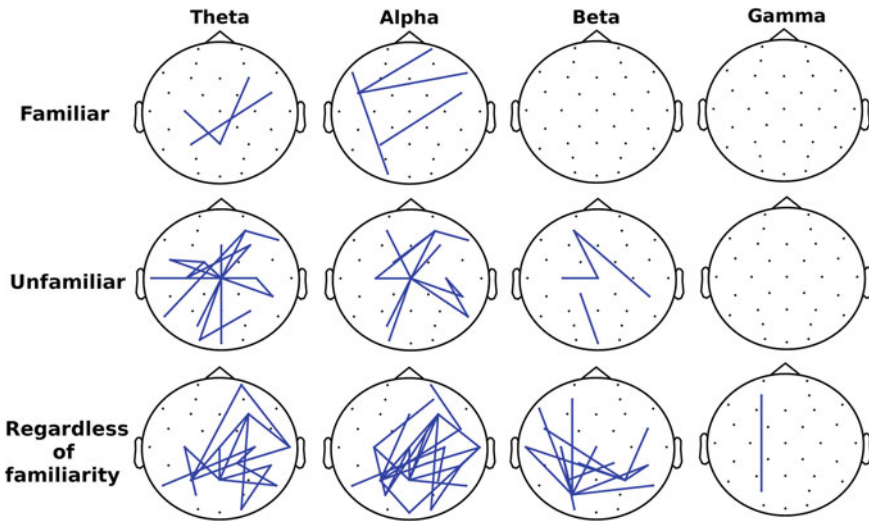 Theta Alpha Beta Gamma
Familiar
Unfamiliar
Regardless
of
familiarity